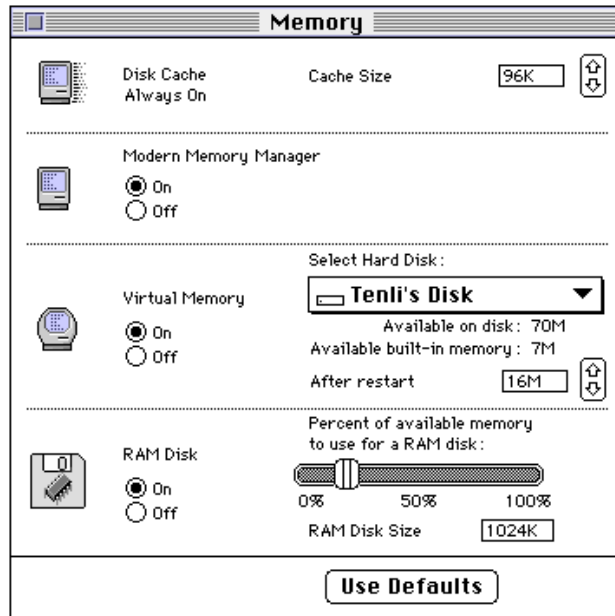 Memory
Disk Cache
Always On
Cache Size
96K
Modern Memory Manager
On
Off
Select Hard Disk:
Tenli's Disk
Virtual Memory
On
Off
Available on disk: 70M
Available built-in memory: 7M
After restart
16M
Percent of available memory
to use for a RAM disk:
RAM Disk
On
Off
0% 50% 100%
RAM Disk Size
1024K
Use Defaults